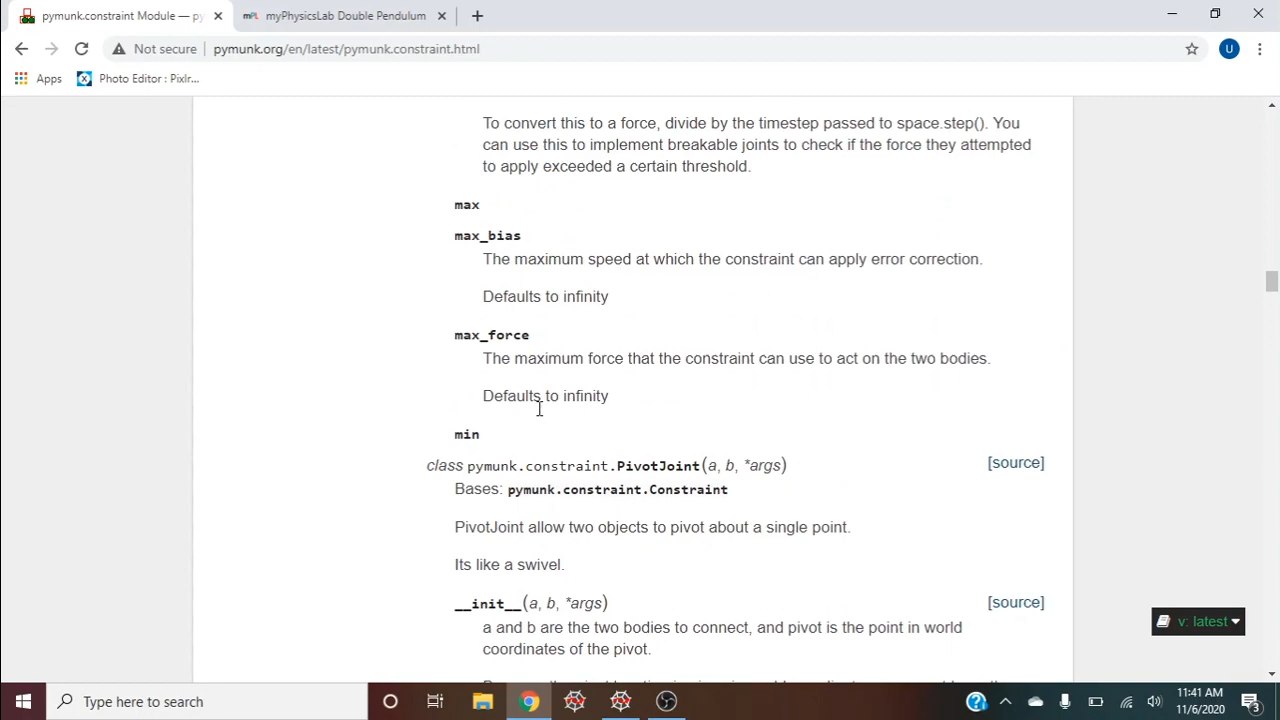 pymunk.constraint Module — py
myPhysicsLab Double Pendulum
Not secure
pymunk.org/en/latest/pymunk.constraint.html
U
Apps
Photo Editor : Pixlr...
To convert this to a force, divide by the timestep passed to space.step(). You
can use this to implement breakable joints to check if the force they attempted
to apply exceeded a certain threshold.
max
max_bias
The maximum speed at which the constraint can apply error correction.
Defaults to infinity
max_force
The maximum force that the constraint can use to act on the two bodies.
Defaults to infinity
min
class pymunk.constraint.PivotJoint(a, b, *args) [source]
Bases: pymunk.constraint.Constraint
PivotJoint allow two objects to pivot about a single point.
Its like a swivel.
__init__(a, b, *args) [source]
a and b are the two bodies to connect, and pivot is the point in world
coordinates of the pivot.
v: latest
Type here to search
11:41 AM
11/6/2020
3